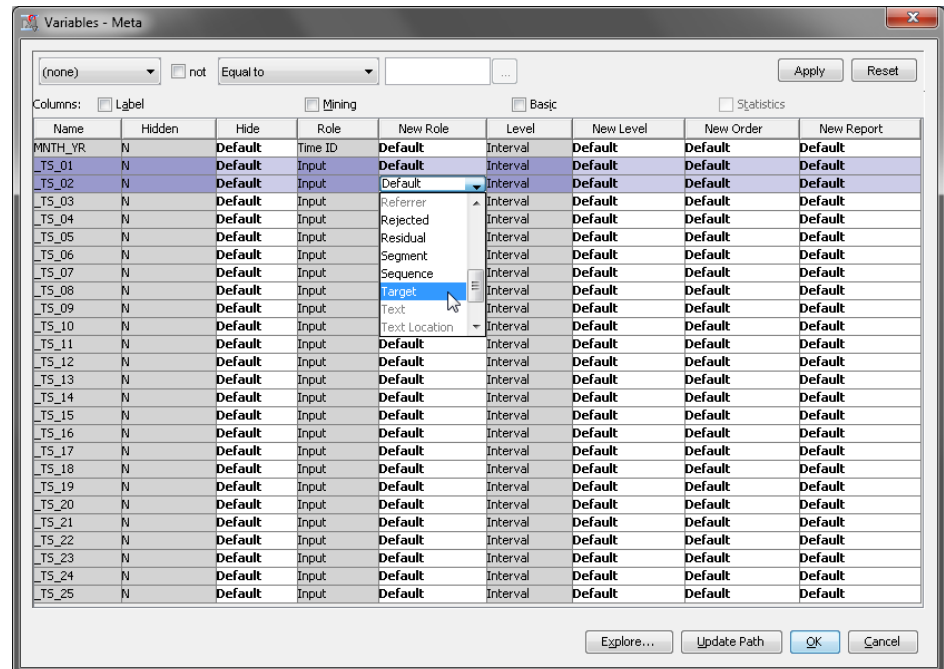 Variables - Meta
(none) not Equal to ... Apply Reset
Columns: Label Mining Basic Statistics
Name Hidden Hide Role New Role Level New Level New Order New Report
MNTH_YR N Default Time ID Default Interval Default Default Default
_TS_01 N Default Input Default Interval Default Default Default
_TS_02 N Default Input Default Interval Default Default Default
_TS_03 N Default Input Referrer Interval Default Default Default
_TS_04 N Default Input Rejected Interval Default Default Default
_TS_05 N Default Input Residual Interval Default Default Default
_TS_06 N Default Input Segment Interval Default Default Default
_TS_07 N Default Input Sequence Interval Default Default Default
_TS_08 N Default Input Target Interval Default Default Default
_TS_09 N Default Input Text Interval Default Default Default
_TS_10 N Default Input Text Location Interval Default Default Default
_TS_11 N Default Input Default Interval Default Default Default
_TS_12 N Default Input Default Interval Default Default Default
_TS_13 N Default Input Default Interval Default Default Default
_TS_14 N Default Input Default Interval Default Default Default
_TS_15 N Default Input Default Interval Default Default Default
_TS_16 N Default Input Default Interval Default Default Default
_TS_17 N Default Input Default Interval Default Default Default
_TS_18 N Default Input Default Interval Default Default Default
_TS_19 N Default Input Default Interval Default Default Default
_TS_20 N Default Input Default Interval Default Default Default
_TS_21 N Default Input Default Interval Default Default Default
_TS_22 N Default Input Default Interval Default Default Default
_TS_23 N Default Input Default Interval Default Default Default
_TS_24 N Default Input Default Interval Default Default Default
_TS_25 N Default Input Default Interval Default Default Default
Explore... Update Path OK Cancel